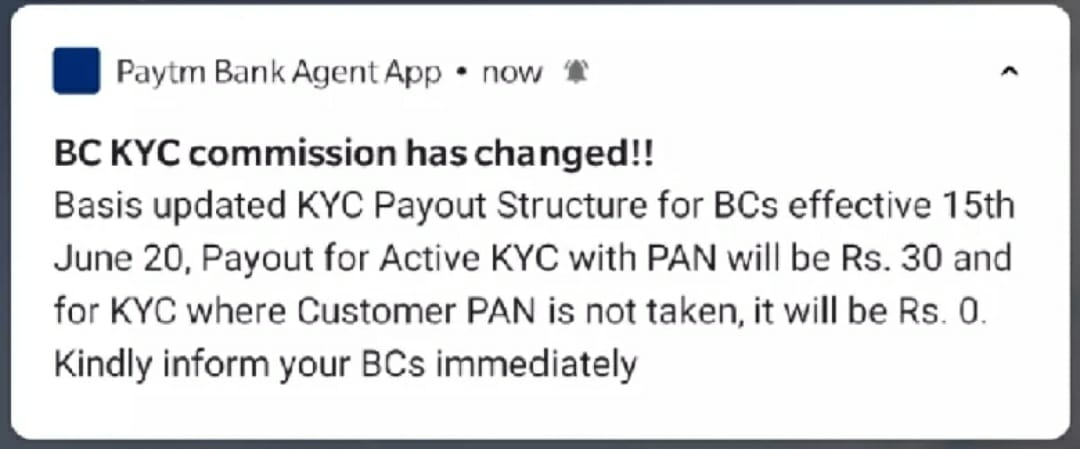 Paytm Bank Agent App • now
BC KYC commission has changed!!
Basis updated KYC Payout Structure for BCs effective 15th
June 20, Payout for Active KYC with PAN will be Rs. 30 and
for KYC where Customer PAN is not taken, it will be Rs. 0.
Kindly inform your BCs immediately